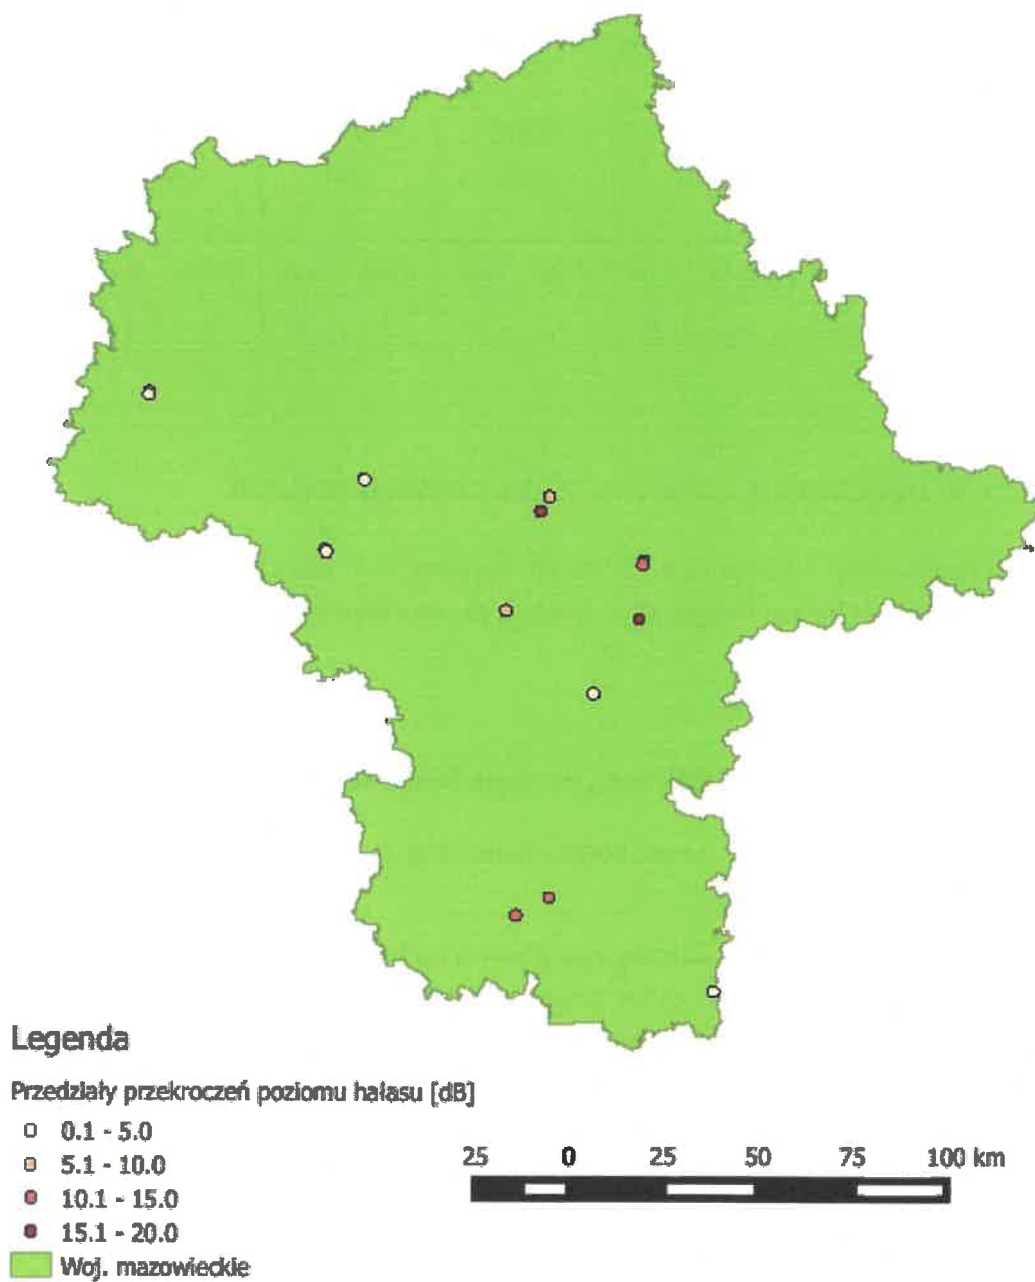 Legenda
Przedziały przekroczeń poziomu hałasu [dB]
0.1 - 5.0
5.1 - 10.0
10.1 - 15.0
15.1 - 20.0
Woj. mazowieckie
25 0 25 50 75 100 km